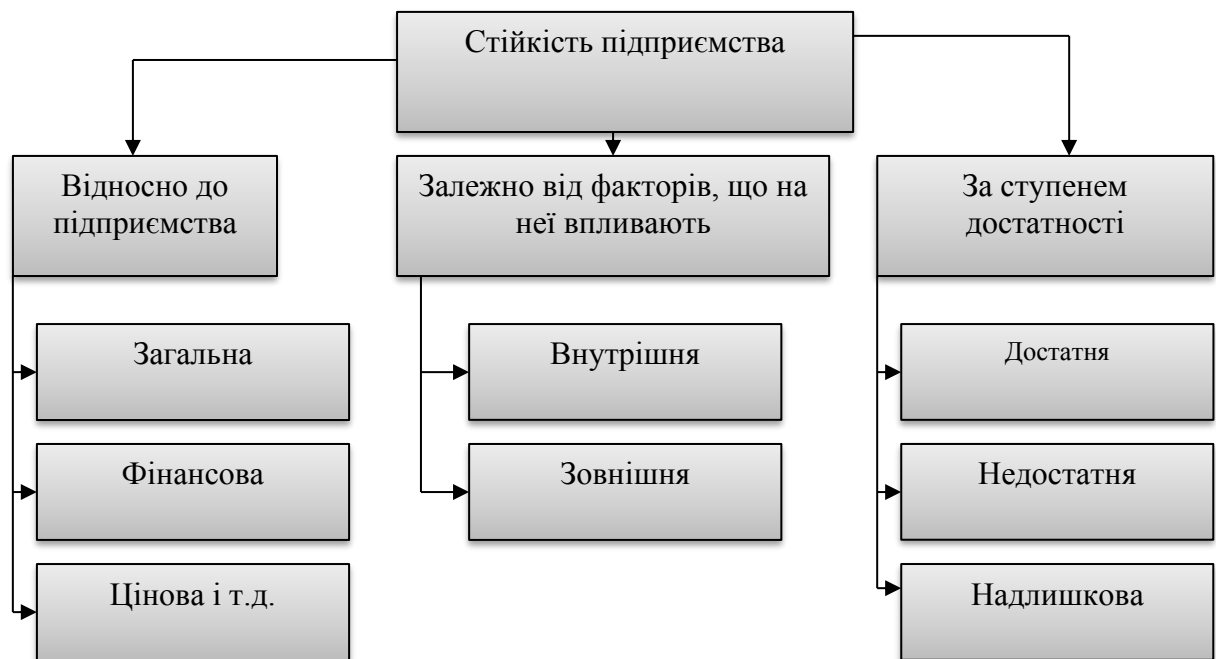 Стійкість підприємства
Відносно до
підприємства
Залежно від факторів, що на
неї впливають
За ступенем
достатності
Загальна
Внутрішня
Достатня
Фінансова
Зовнішня
Недостатня
Цінова і т.д.
Надлишкова